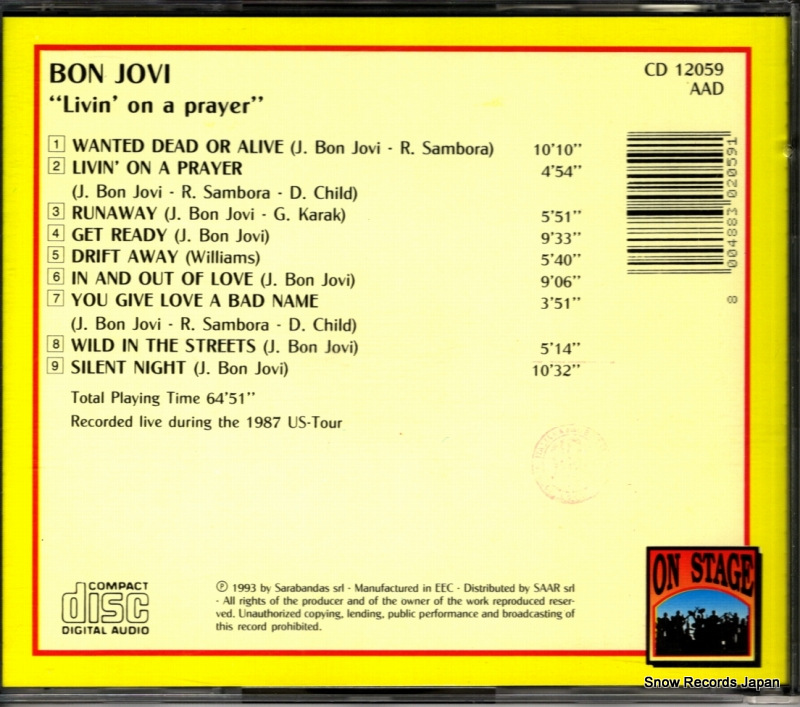 BON JOVI
"Livin' on a prayer"
CD 12059
AAD
1 WANTED DEAD OR ALIVE (J. Bon Jovi - R. Sambora) 10'10"
2 LIVIN' ON A PRAYER 4'54"
(J. Bon Jovi - R. Sambora - D. Child)
3 RUNAWAY (J. Bon Jovi - G. Karak) 5'51"
4 GET READY (J. Bon Jovi) 9'33"
5 DRIFT AWAY (Williams) 5'40"
6 IN AND OUT OF LOVE (J. Bon Jovi) 9'06"
7 YOU GIVE LOVE A BAD NAME 3'51"
(J. Bon Jovi - R. Sambora - D. Child)
8 WILD IN THE STREETS (J. Bon Jovi) 5'14"
9 SILENT NIGHT (J. Bon Jovi) 10'32"
Total Playing Time 64'51"
Recorded live during the 1987 US-Tour
004883 020591
8
COMPACT
disc
DIGITAL AUDIO
℗ 1993 by Sarabandas srl - Manufactured in EEC - Distributed by SAAR srl
- All rights of the producer and of the owner of the work reproduced reser-
ved. Unauthorized copying, lending, public performance and broadcasting of
this record prohibited.
ON STAGE
Snow Records Japan